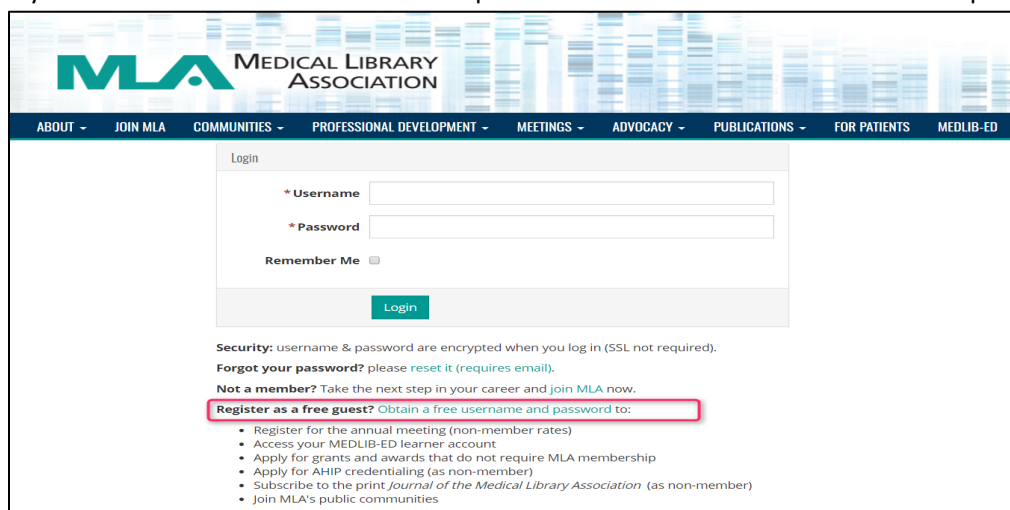 MLA MEDICAL LIBRARY
ASSOCIATION
ABOUT JOIN MLA COMMUNITIES PROFESSIONAL DEVELOPMENT MEETINGS ADVOCACY PUBLICATIONS FOR PATIENTS MEDLIB-ED
Login
* Username
* Password
Remember Me
Login
Security: username & password are encrypted when you log in (SSL not required).
Forgot your password? please reset it (requires email).
Not a member? Take the next step in your career and join MLA now.
Register as a free guest? Obtain a free username and password to:
• Register for the annual meeting (non-member rates)
• Access your MEDLIB-ED learner account
• Apply for grants and awards that do not require MLA membership
• Apply for AHIP credentialing (as non-member)
• Subscribe to the print Journal of the Medical Library Association (as non-member)
• Join MLA's public communities